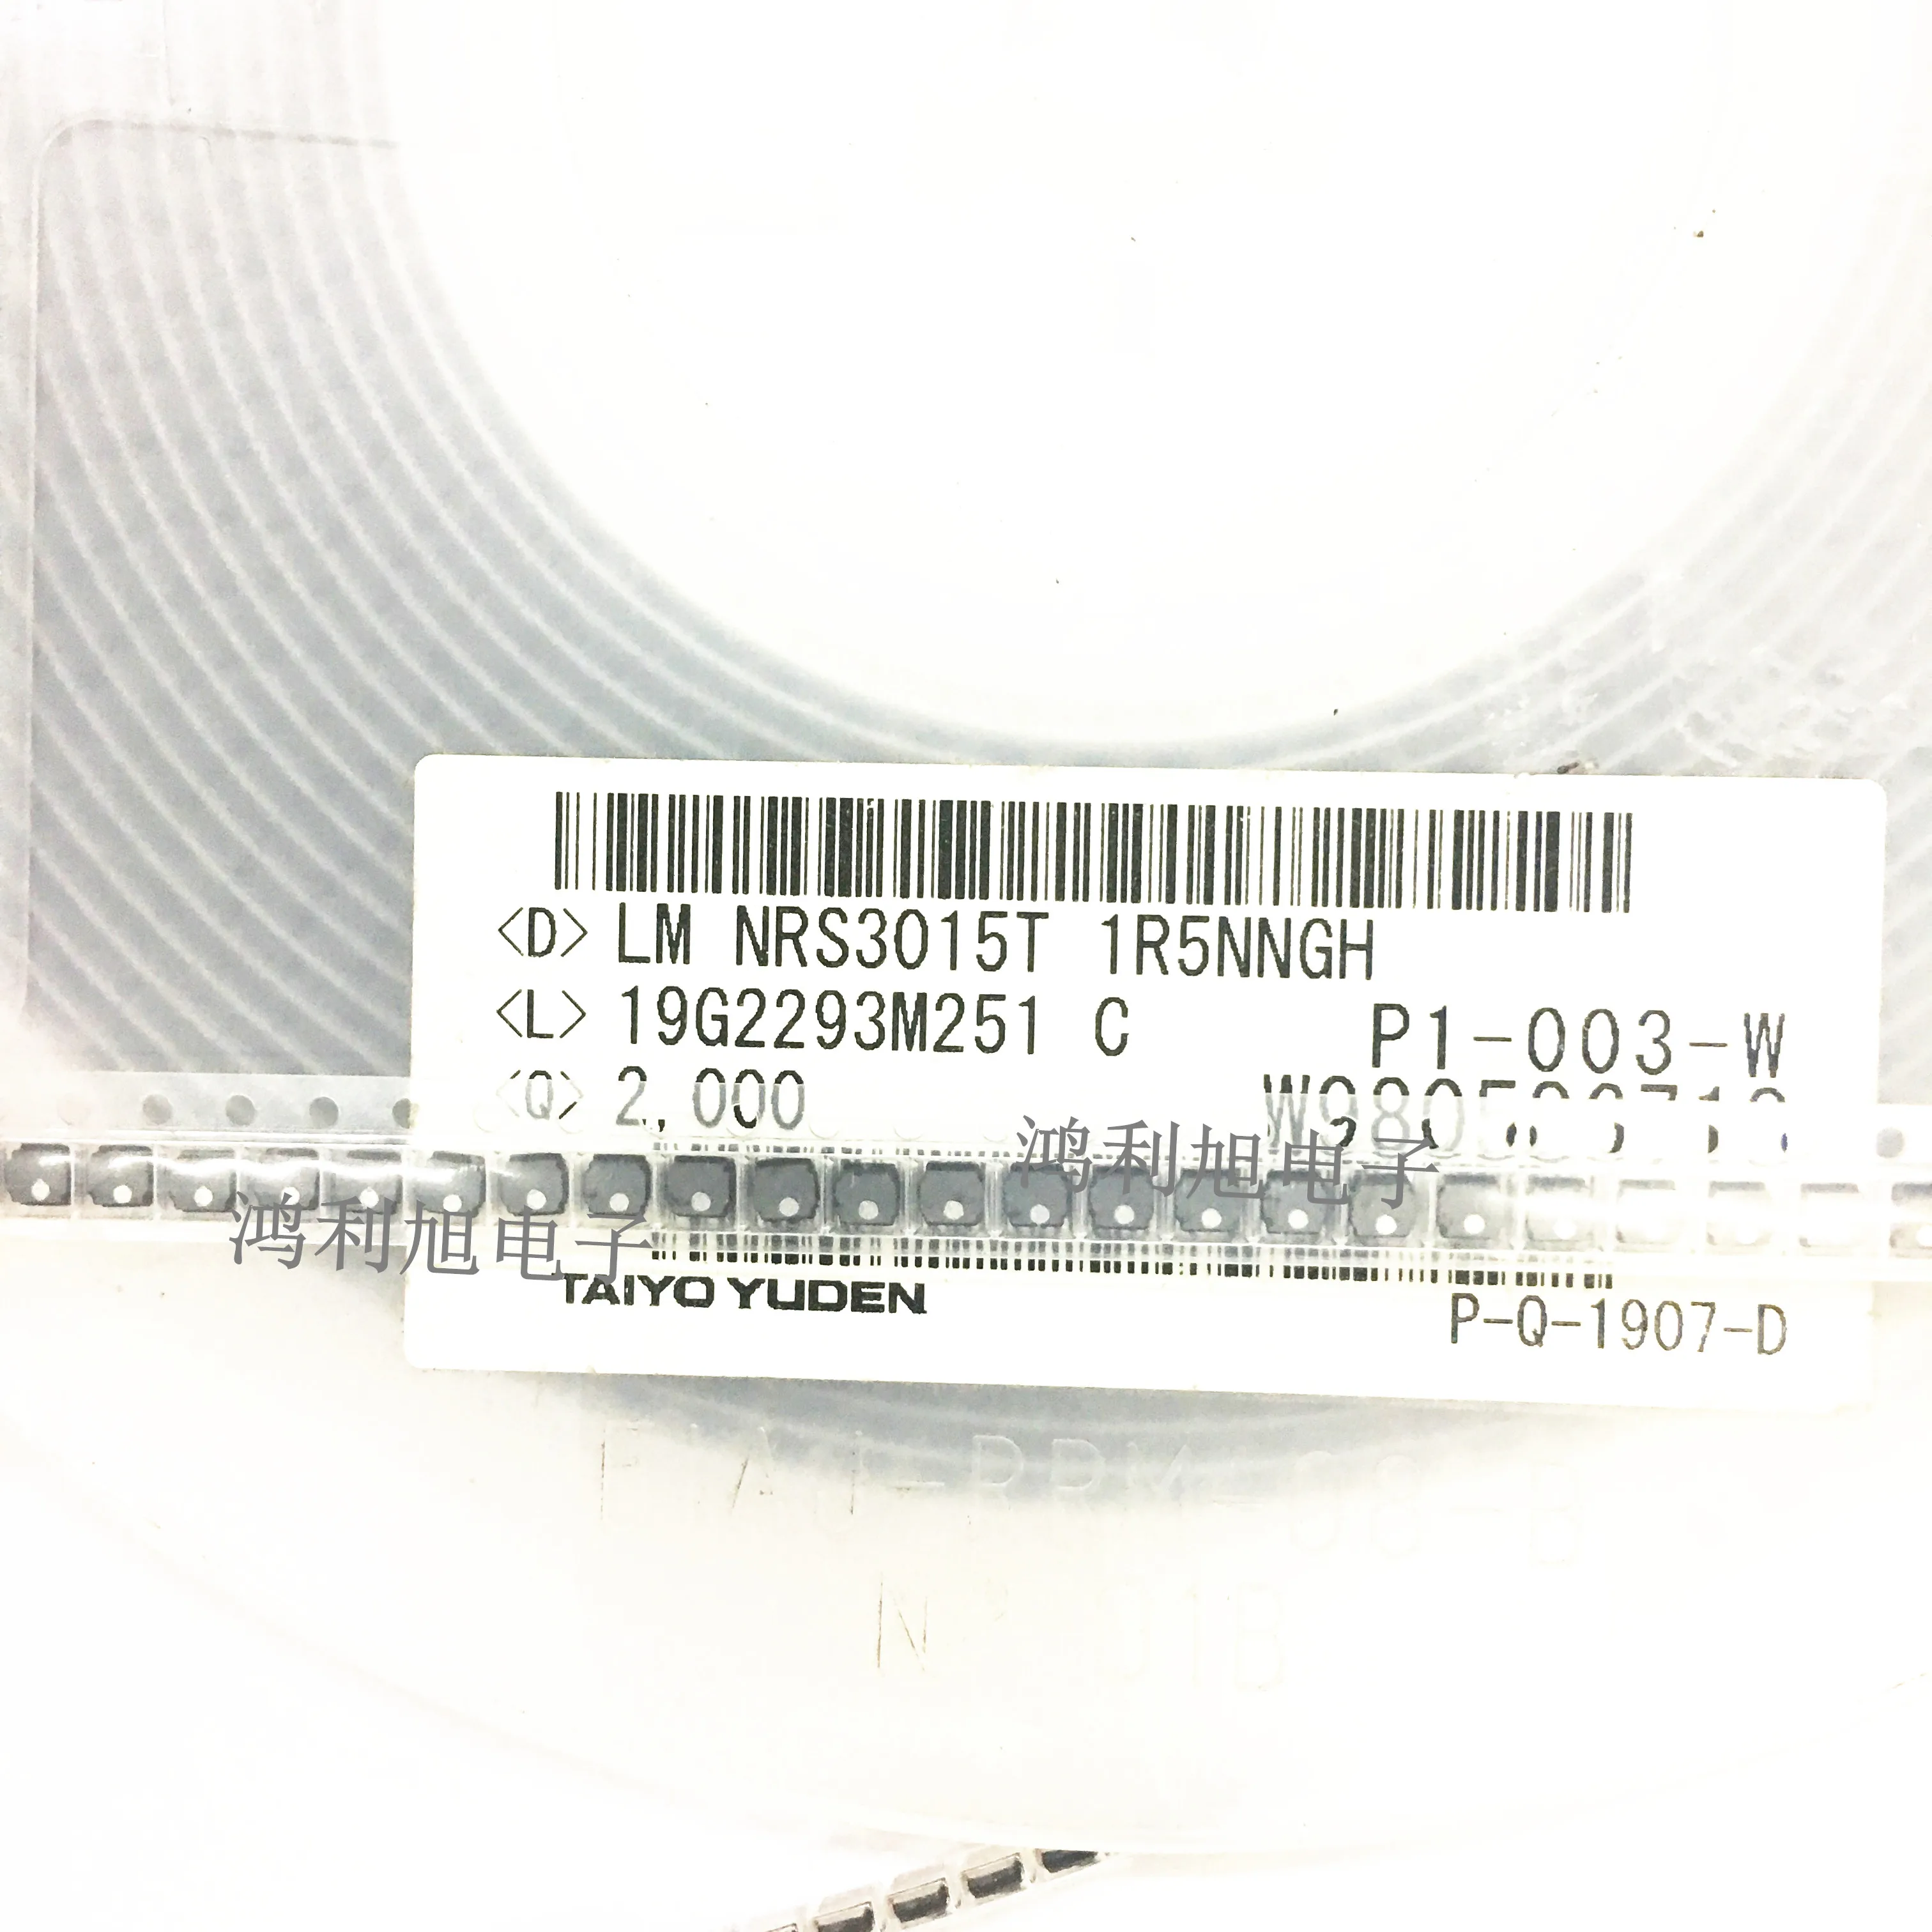 <D> LM NRS3015T 1R5NNGH
<L> 19G2293M251 C P1-003-W
<Q> 2,000
鸿利旭电子
鸿利旭电子
TAIYO YUDEN
P-Q-1907-D